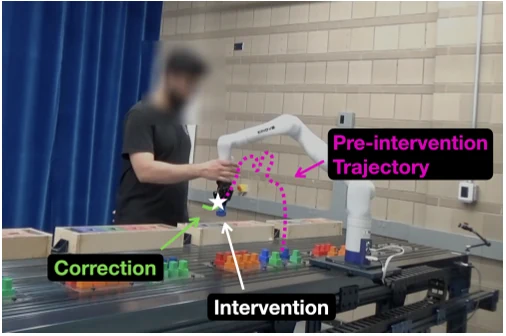 Pre-intervention
Trajectory
Correction
Intervention